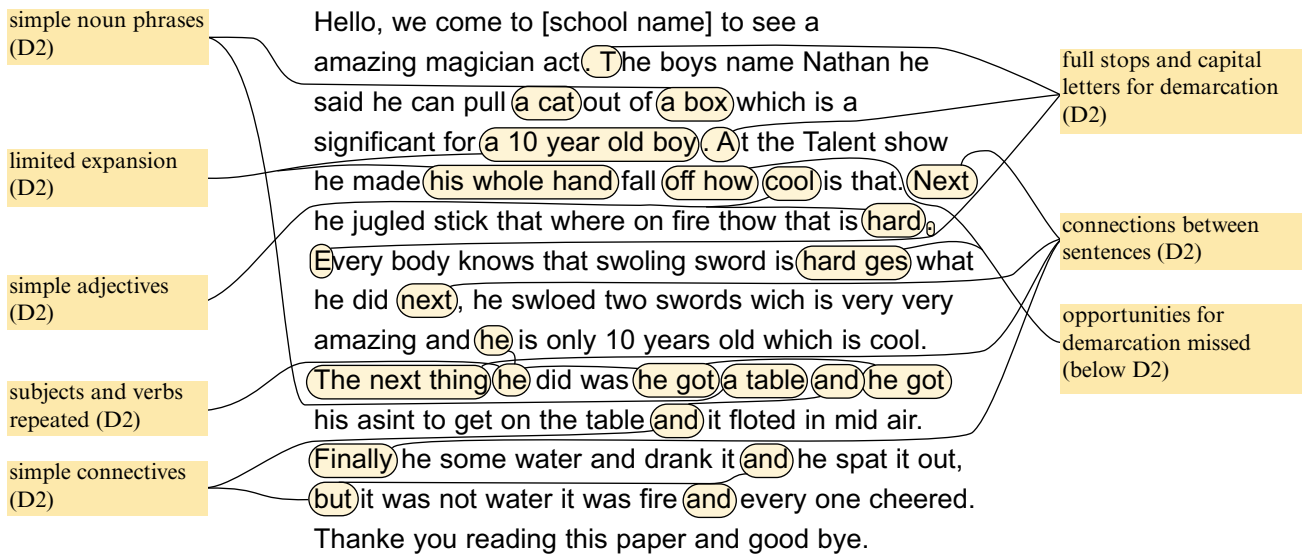 simple noun phrases
(D2)
limited expansion
(D2)
simple adjectives
(D2)
subjects and verbs
repeated (D2)
simple connectives
(D2)
Hello, we come to [school name] to see a
amazing magician act. The boys name Nathan he
said he can pull a cat out of a box which is a
significant for a 10 year old boy. At the Talent show
he made his whole hand fall off how cool is that. Next
he jugled stick that where on fire thow that is hard.
Every body knows that swoling sword is hard ges what
he did next, he swloed two swords wich is very very
amazing and he is only 10 years old which is cool.
The next thing he did was he got a table and he got
his asint to get on the table and it floted in mid air.
Finally he some water and drank it and he spat it out,
but it was not water it was fire and every one cheered.
Thanke you reading this paper and good bye.
full stops and capital
letters for demarcation
(D2)
connections between
sentences (D2)
opportunities for
demarcation missed
(below D2)